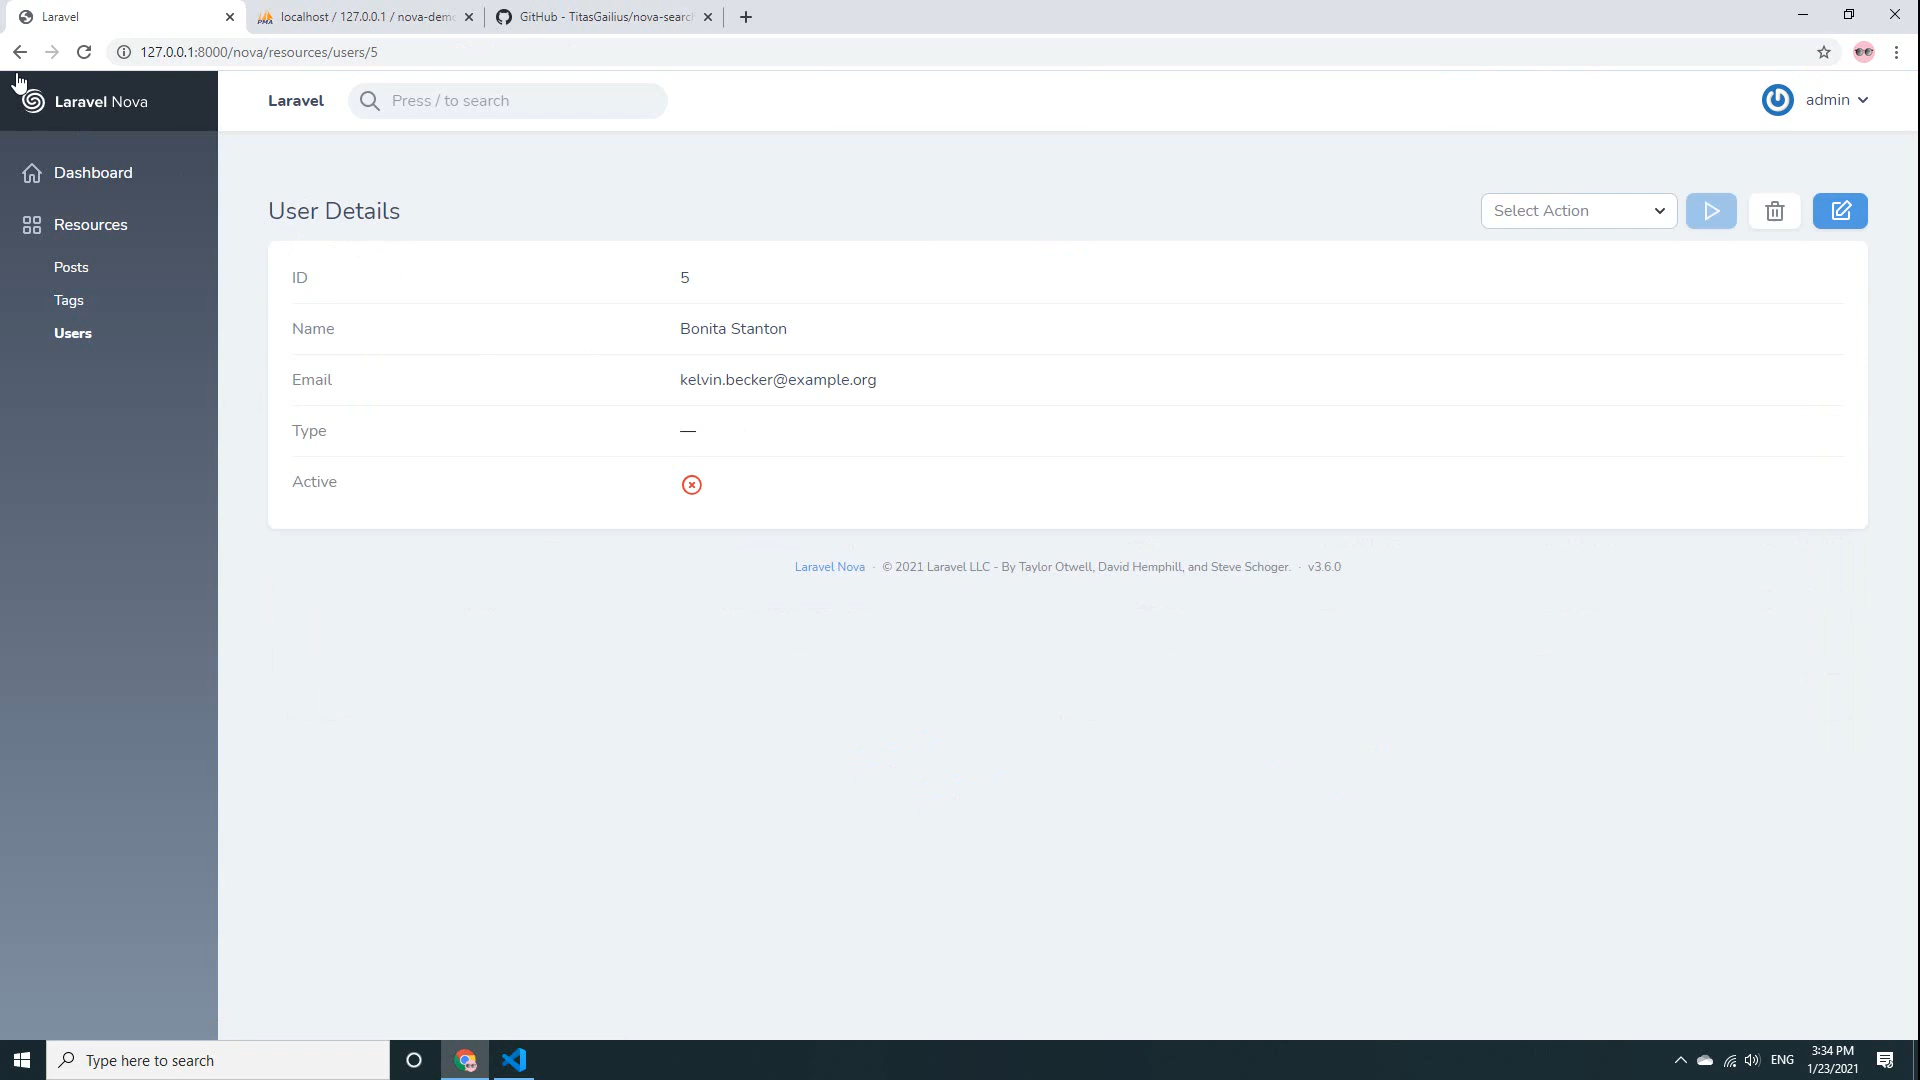 Laravel
localhost / 127.0.0.1 / nova-demo
GitHub - TitasGailius/nova-searc
127.0.0.1:8000/nova/resources/users/5
Laravel Nova
Laravel
Press / to search
admin
Dashboard
Resources
Posts
Tags
Users
User Details
Select Action
ID
5
Name
Bonita Stanton
Email
kelvin.becker@example.org
Type
—
Active
Laravel Nova · © 2021 Laravel LLC - By Taylor Otwell, David Hemphill, and Steve Schoger. · v3.6.0
Type here to search
ENG
3:34 PM
1/23/2021